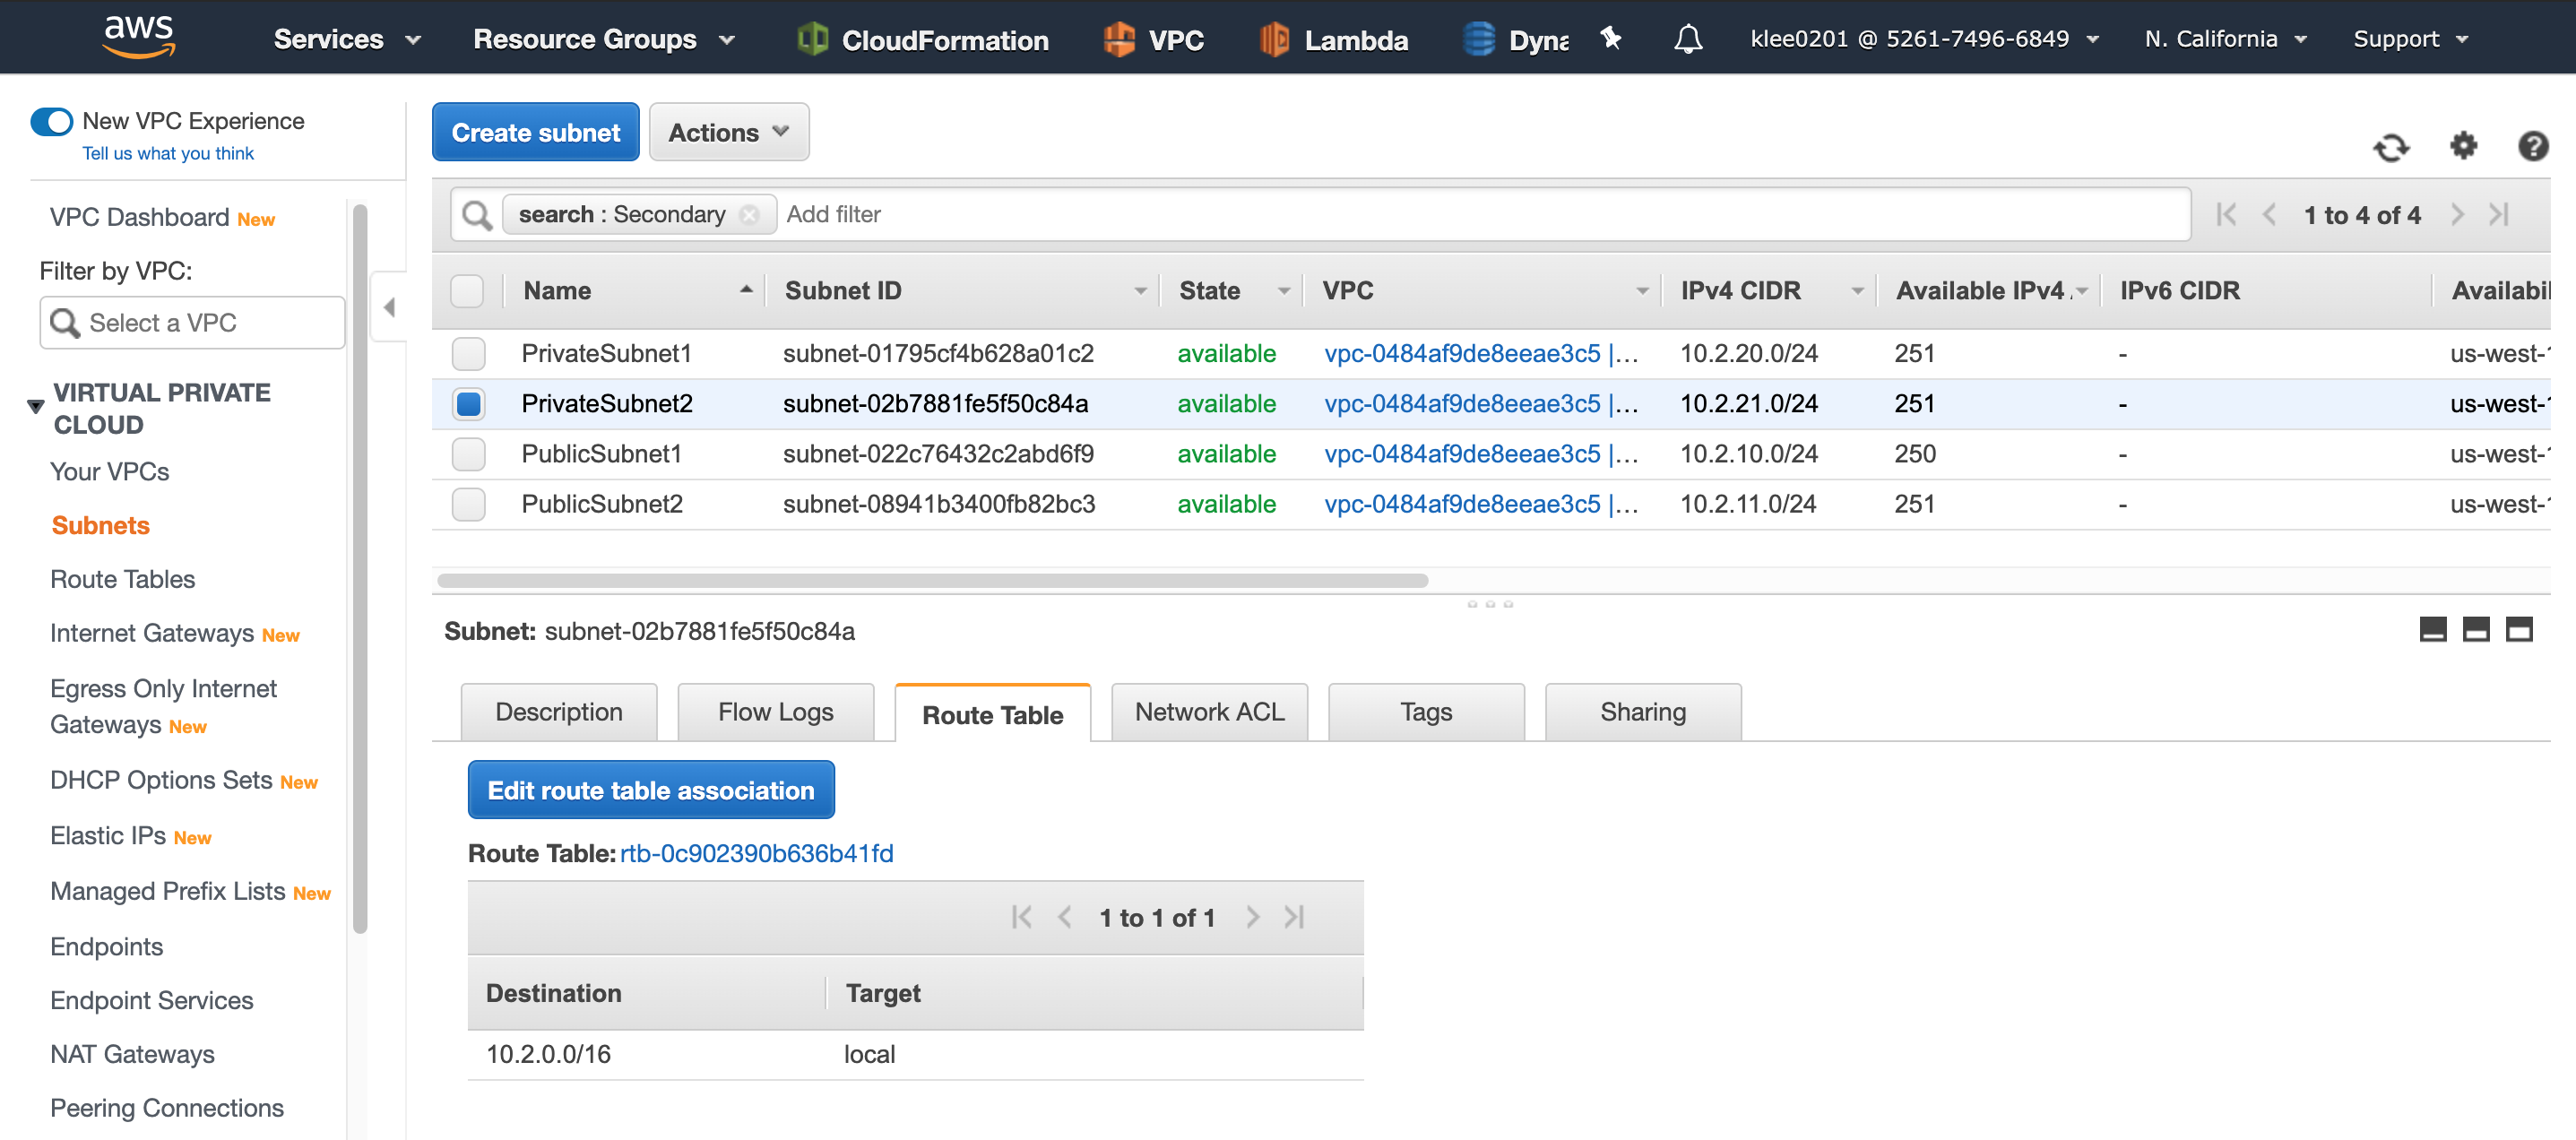 aws Services Resource Groups CloudFormation VPC Lambda Dyna klee0201 @ 5261-7496-6849 N. California Support
New VPC Experience
Tell us what you think
VPC Dashboard New
Filter by VPC:
Select a VPC
VIRTUAL PRIVATE
CLOUD
Your VPCs
Subnets
Route Tables
Internet Gateways New
Egress Only Internet
Gateways New
DHCP Options Sets New
Elastic IPs New
Managed Prefix Lists New
Endpoints
Endpoint Services
NAT Gateways
Peering Connections
Create subnet Actions
search : Secondary Add filter 1 to 4 of 4
Name Subnet ID State VPC IPv4 CIDR Available IPv4 IPv6 CIDR Availabil
PrivateSubnet1 subnet-01795cf4b628a01c2 available vpc-0484af9de8eeae3c5 |... 10.2.20.0/24 251 - us-west-1
PrivateSubnet2 subnet-02b7881fe5f50c84a available vpc-0484af9de8eeae3c5 |... 10.2.21.0/24 251 - us-west-1
PublicSubnet1 subnet-022c76432c2abd6f9 available vpc-0484af9de8eeae3c5 |... 10.2.10.0/24 250 - us-west-1
PublicSubnet2 subnet-08941b3400fb82bc3 available vpc-0484af9de8eeae3c5 |... 10.2.11.0/24 251 - us-west-1
Subnet: subnet-02b7881fe5f50c84a
Description Flow Logs Route Table Network ACL Tags Sharing
Edit route table association
Route Table: rtb-0c902390b636b41fd
1 to 1 of 1
Destination Target
10.2.0.0/16 local